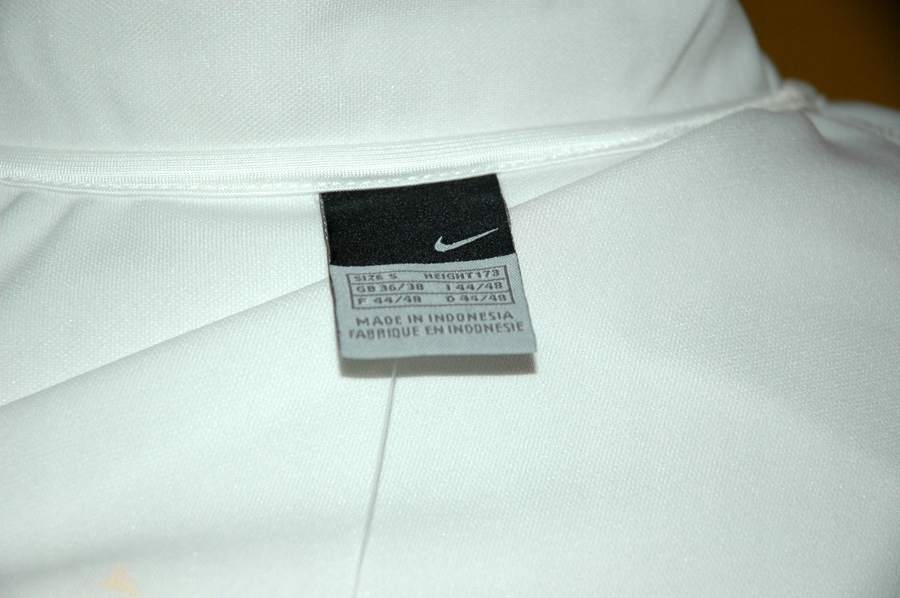 SIZE S HEIGHT 173
GB 36/38 I 44/48
F 44/48 D 44/48
MADE IN INDONESIA
FABRIQUE EN INDONESIE